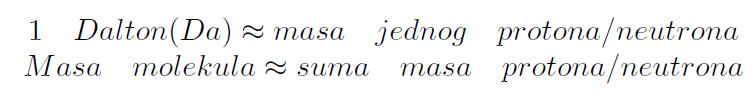 1 Dalton(Da) ≈ masa jednog protona/neutrona
Masa molekula ≈ suma masa protona/neutrona